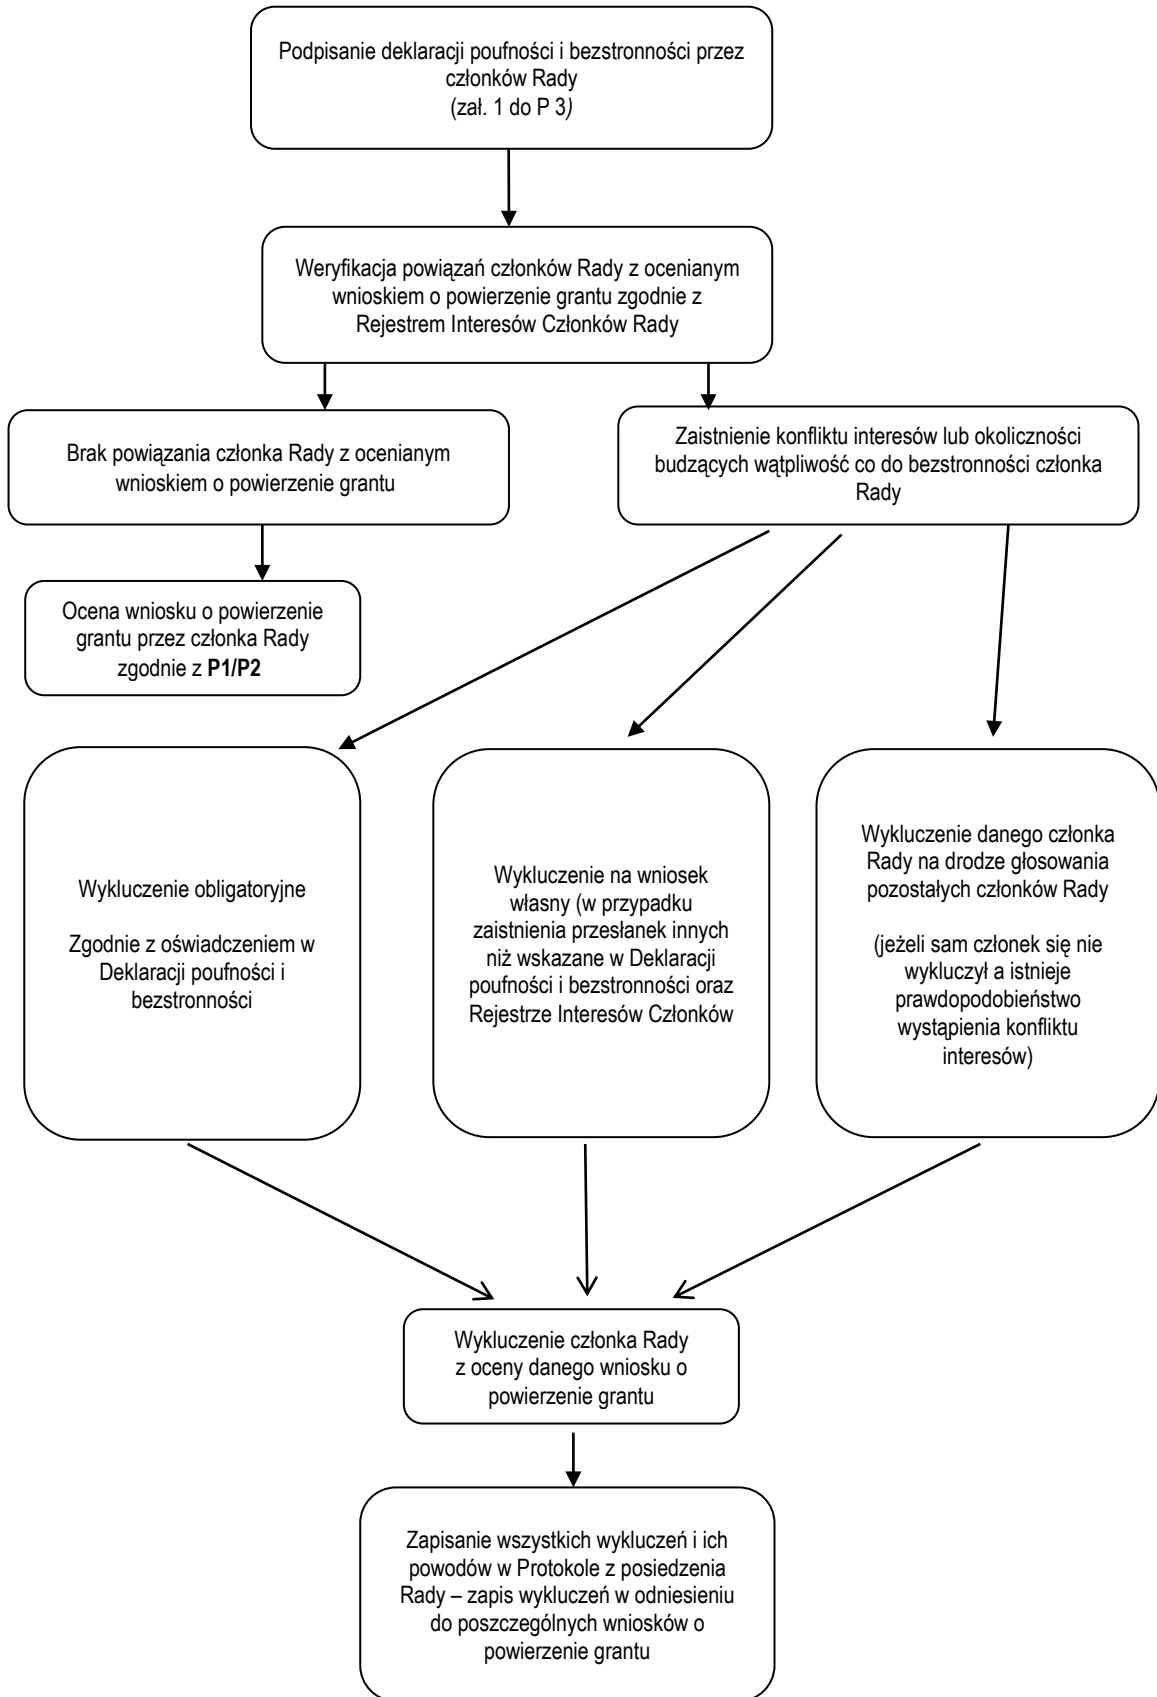 Podpisanie deklaracji poufności i bezstronności przez
członków Rady
(zał. 1 do P 3)
Weryfikacja powiązań członków Rady z ocenianym
wnioskiem o powierzenie grantu zgodnie z
Rejestrem Interesów Członków Rady
Brak powiązania członka Rady z ocenianym
wnioskiem o powierzenie grantu
Zaistnienie konfliktu interesów lub okoliczności
budzących wątpliwość co do bezstronności członka
Rady
Ocena wniosku o powierzenie
grantu przez członka Rady
zgodnie z P1/P2
Wykluczenie obligatoryjne
Zgodnie z oświadczeniem w
Deklaracji poufności i
bezstronności
Wykluczenie na wniosek
własny (w przypadku
zaistnienia przesłanek innych
niż wskazane w Deklaracji
poufności i bezstronności oraz
Rejestrze Interesów Członków
Wykluczenie danego członka
Rady na drodze głosowania
pozostałych członków Rady
(jeżeli sam członek się nie
wykluczył a istnieje
prawdopodobieństwo
wystąpienia konfliktu
interesów)
Wykluczenie członka Rady
z oceny danego wniosku o
powierzenie grantu
Zapisanie wszystkich wykluczeń i ich
powodów w Protokole z posiedzenia
Rady – zapis wykluczeń w odniesieniu
do poszczególnych wniosków o
powierzenie grantu